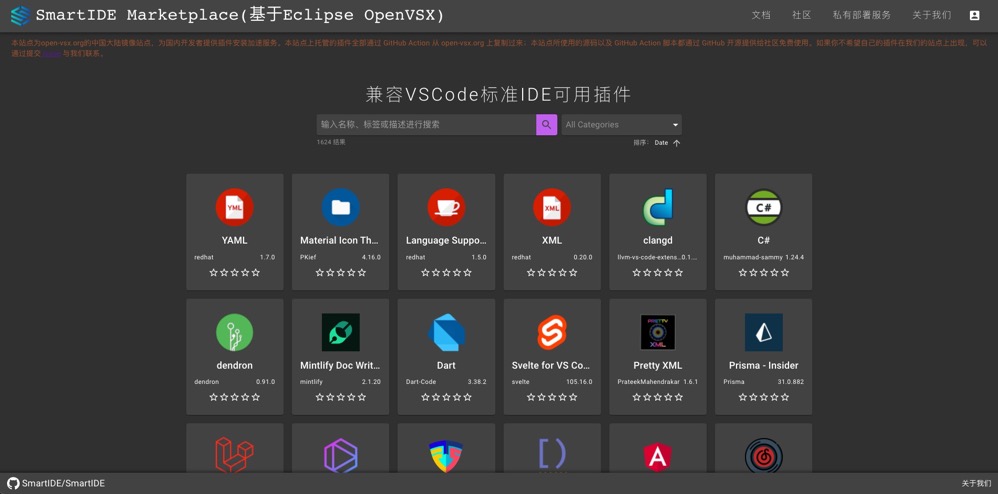 SmartIDE Marketplace(基于Eclipse OpenVSX)
文档 社区 私有部署服务 关于我们
本站点为open-vsx.org的中国大陆镜像站点，为国内开发者提供插件安装加速服务。本站点上托管的插件全部通过 GitHub Action 从 open-vsx.org 上复制过来，本站点所使用的源码以及 GitHub Action 脚本都通过 GitHub 开源提供给社区免费使用。如果你不希望自己的插件在我们的站点上出现，可以
通过提交 与我们联系。
兼容VSCode标准IDE可用插件
输入名称、标签或描述进行搜索 All Categories
1624 结果 排序： Date
YML XML C#
YAML Material Icon Th... Language Suppo... XML clangd C#
redhat 1.7.0 PKief 4.16.0 redhat 1.5.0 redhat 0.20.0 llvm-vs-code-exten...0.1.... muhammad-sammy 1.24.4
PRETTY
XML
dendron Mintlify Doc Writ... Dart Svelte for VS Co... Pretty XML Prisma - Insider
dendron 0.91.0 mintlify 2.1.20 Dart-Code 3.38.2 svelte 105.16.0 PrateekMahendrakar 1.6.1 Prisma 31.0.882
SmartIDE/SmartIDE 关于我们